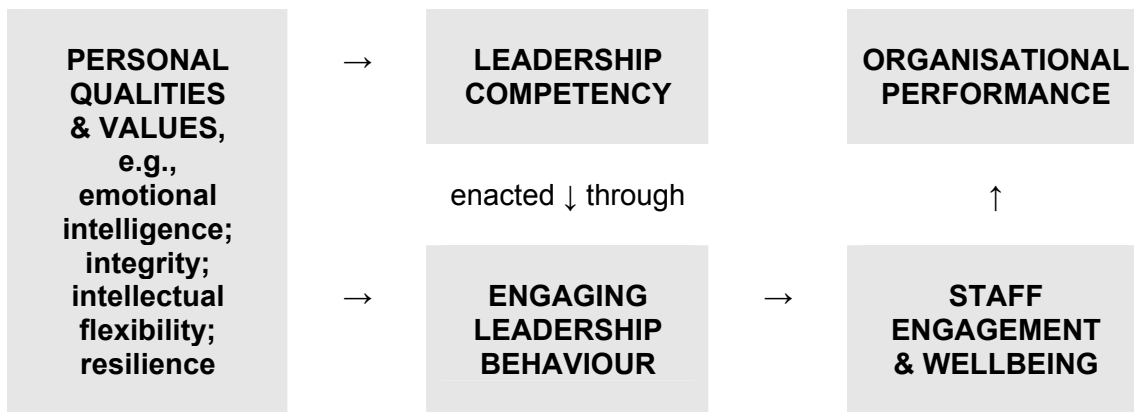 PERSONAL
QUALITIES
& VALUES,
e.g.,
emotional
intelligence;
integrity;
intellectual
flexibility;
resilience
→
LEADERSHIP
COMPETENCY
enacted ↓ through
→
ENGAGING
LEADERSHIP
BEHAVIOUR
→
ORGANISATIONAL
PERFORMANCE
↑
STAFF
ENGAGEMENT
& WELLBEING